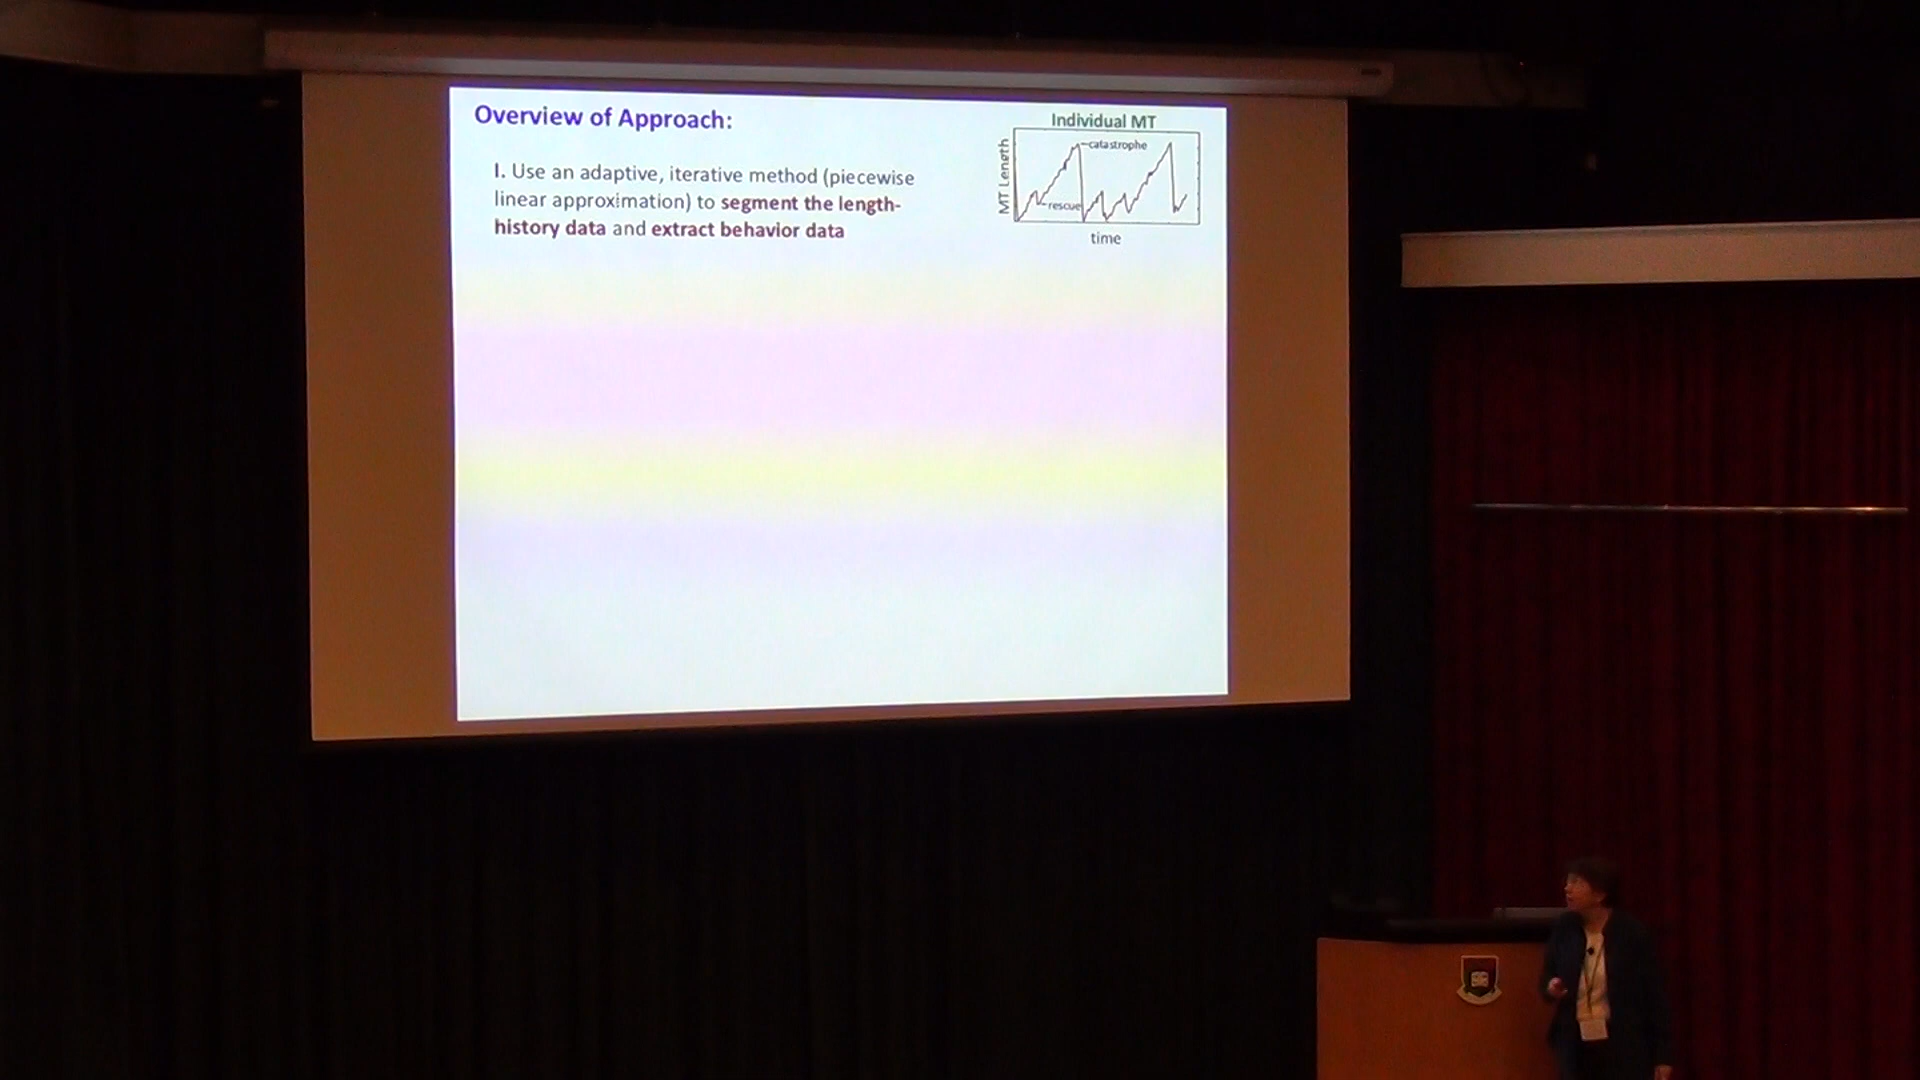 Overview of Approach:
I. Use an adaptive, iterative method (piecewise
linear approximation) to segment the length-
history data and extract behavior data
Individual MT
MT Length
catastrophe
rescue
time